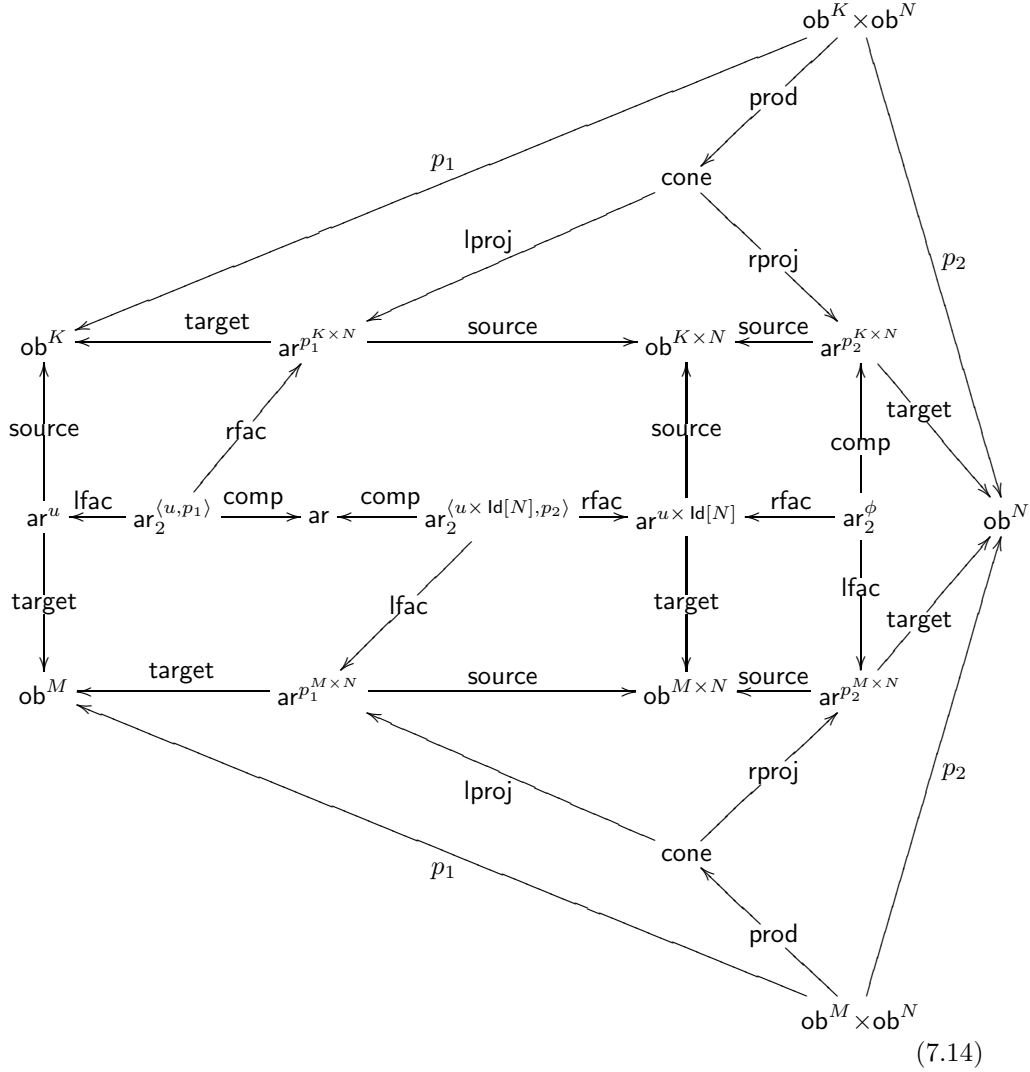 ob^K × ob^N
prod
p_1
cone
lproj
rproj
p_2
target source source
ob^K ar^{p_1^{K×N}} ob^{K×N} ar^{p_2^{K×N}}
target
source rfac source comp
lfac comp comp rfac rfac
ar^u ar_2^{⟨u,p_1⟩} ar ar_2^{⟨u×Id[N],p_2⟩} ar^{u×Id[N]} ar_2^ϕ ob^N
lfac
target lfac target target
target source source
ob^M ar^{p_1^{M×N}} ob^{M×N} ar^{p_2^{M×N}}
rproj p_2
lproj
cone
p_1
prod
ob^M × ob^N
(7.14)